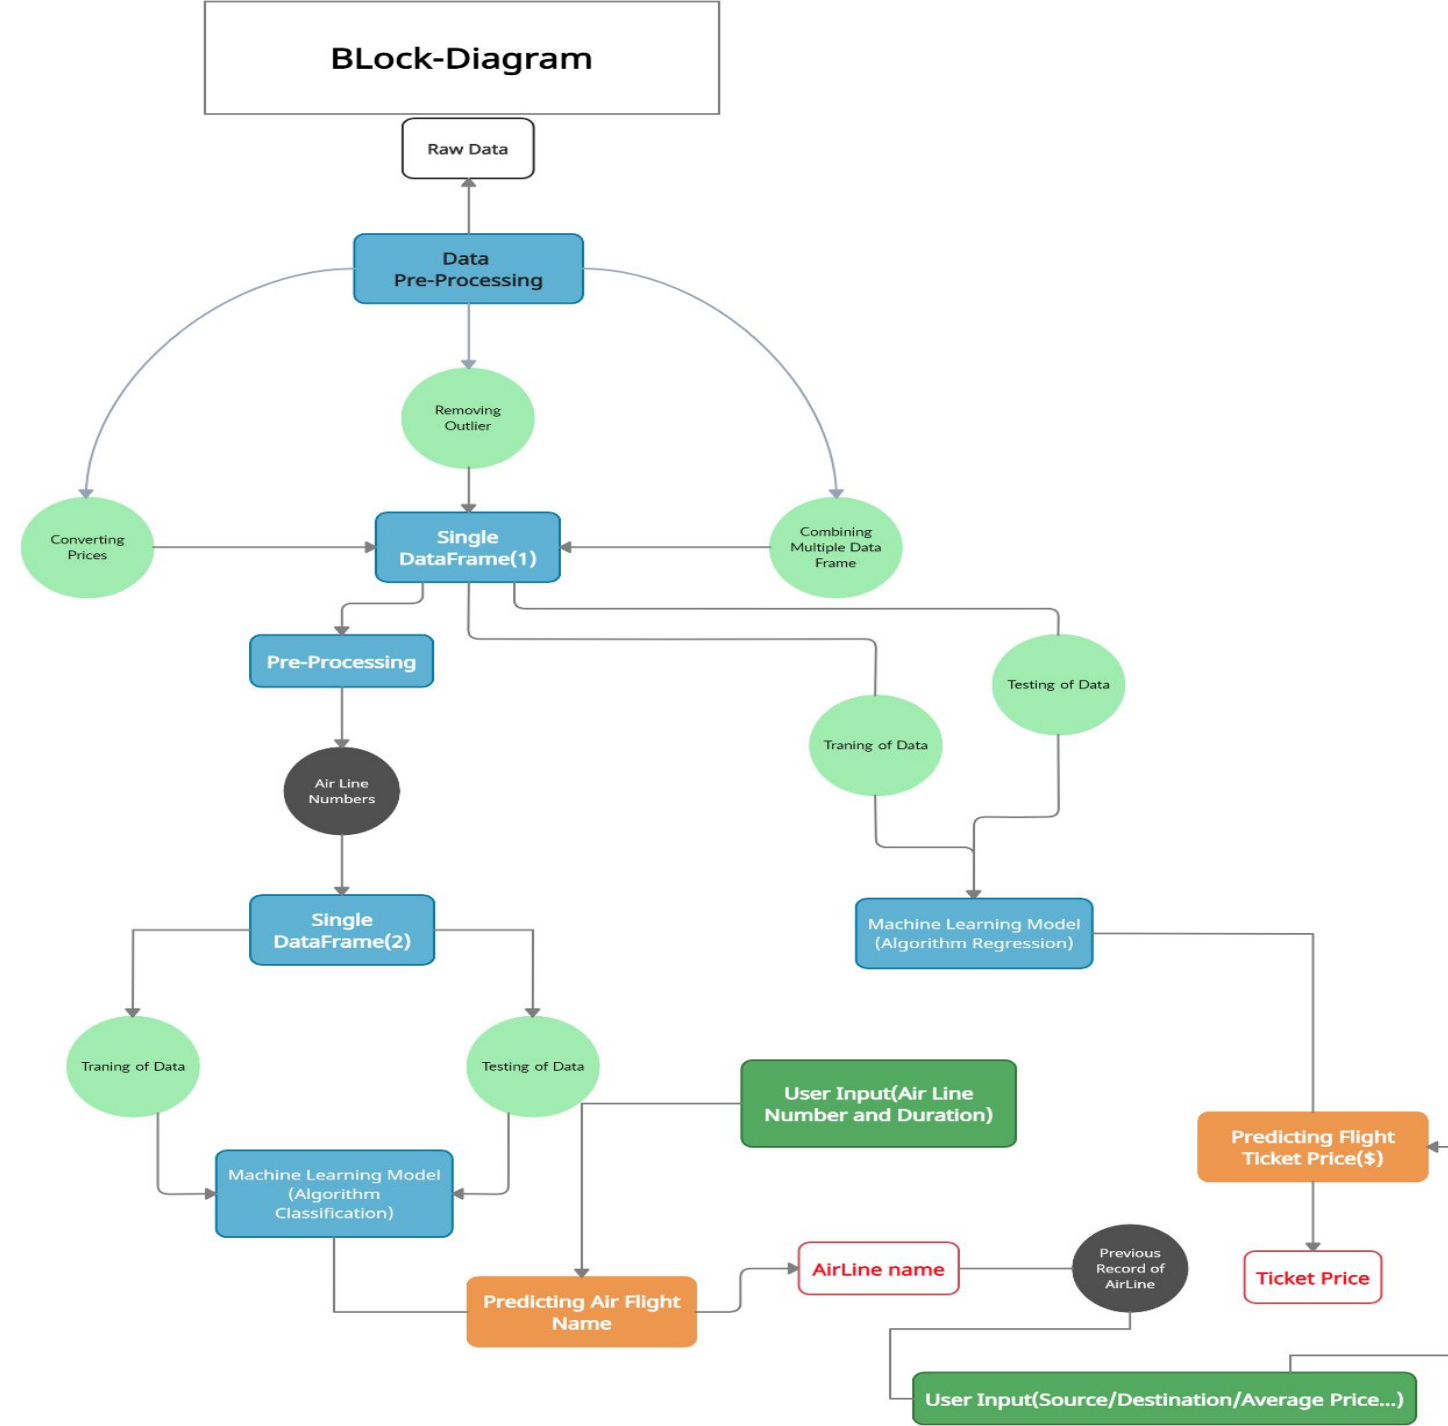 BLock-Diagram
Raw Data
Data
Pre-Processing
Removing
Outlier
Converting
Prices
Single
DataFrame(1)
Combining
Multiple Data
Frame
Pre-Processing
Testing of Data
Traning of Data
Air Line
Numbers
Single
DataFrame(2)
Machine Learning Model
(Algorithm Regression)
Traning of Data
Testing of Data
User Input(Air Line
Number and Duration)
Predicting Flight
Ticket Price($)
Machine Learning Model
(Algorithm
Classification)
Predicting Air Flight
Name
AirLine name
Previous
Record of
AirLine
Ticket Price
User Input(Source/Destination/Average Price...)